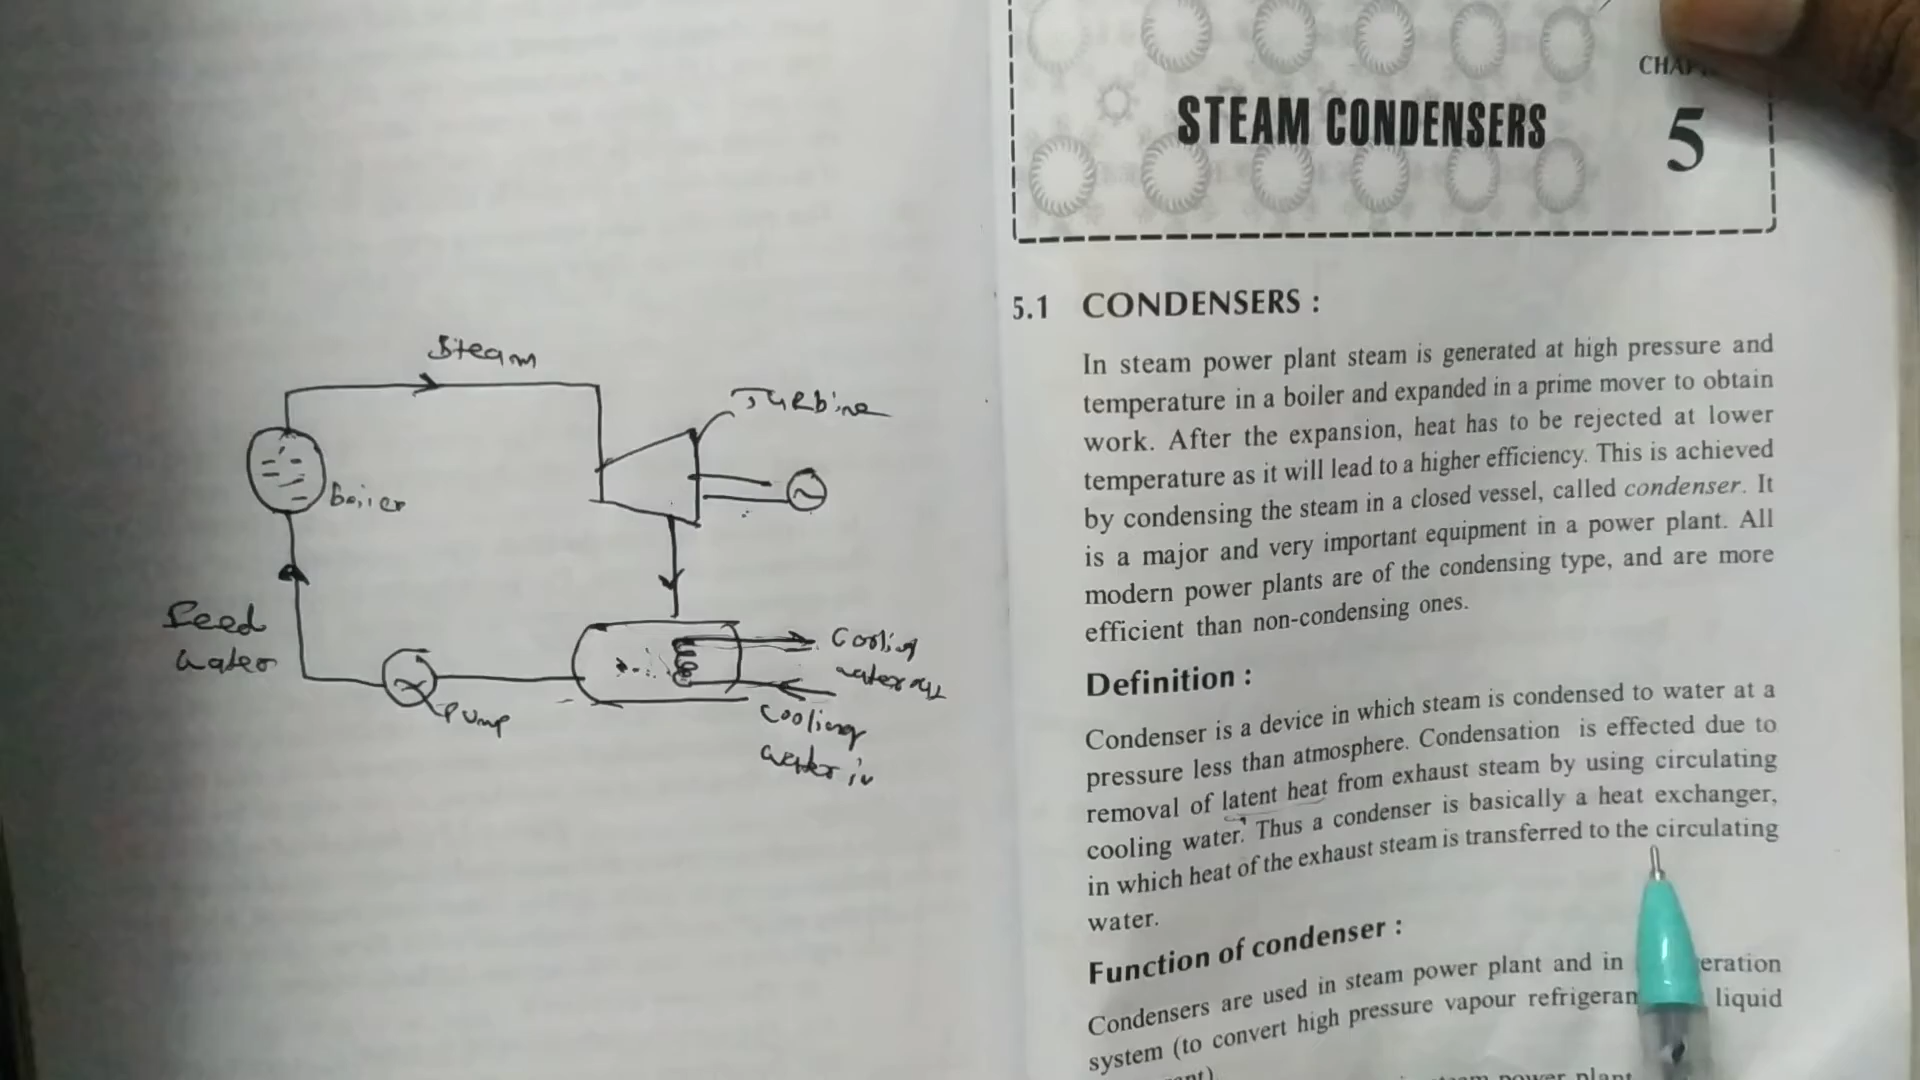 Steam
Turbine
Boiler
Feed
water
Pump
Cooling
water out
Cooling
water in
STEAM CONDENSERS
5
5.1 CONDENSERS :
In steam power plant steam is generated at high pressure and
temperature in a boiler and expanded in a prime mover to obtain
work. After the expansion, heat has to be rejected at lower
temperature as it will lead to a higher efficiency. This is achieved
by condensing the steam in a closed vessel, called condenser. It
is a major and very important equipment in a power plant. All
modern power plants are of the condensing type, and are more
efficient than non-condensing ones.
Definition :
Condenser is a device in which steam is condensed to water at a
pressure less than atmosphere. Condensation is effected due to
removal of latent heat from exhaust steam by using circulating
cooling water. Thus a condenser is basically a heat exchanger,
in which heat of the exhaust steam is transferred to the circulating
water.
Function of condenser :
Condensers are used in steam power plant and in
system (to convert high pressure vapour liquid